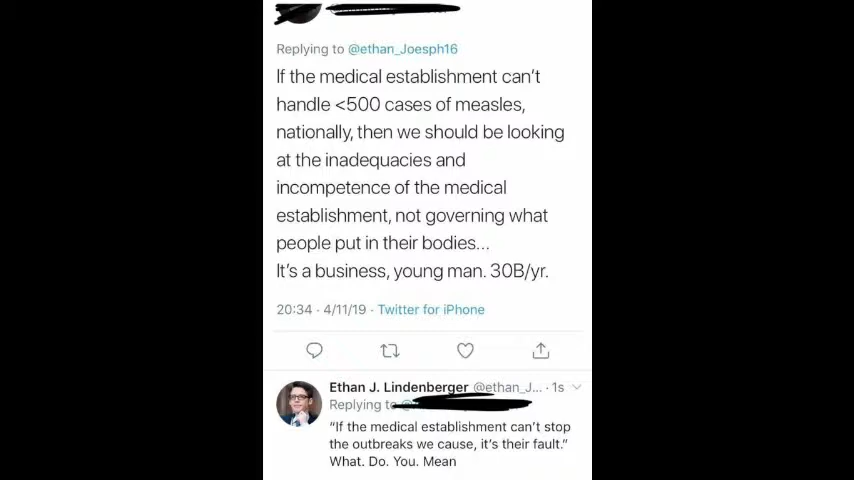 Replying to @ethan_Joesph16
If the medical establishment can't
handle <500 cases of measles,
nationally, then we should be looking
at the inadequacies and
incompetence of the medical
establishment, not governing what
people put in their bodies...
It's a business, young man. 30B/yr.
20:34 · 4/11/19 · Twitter for iPhone
Ethan J. Lindenberger @ethan_J... · 1s
Replying to @
"If the medical establishment can't stop
the outbreaks we cause, it's their fault."
What. Do. You. Mean